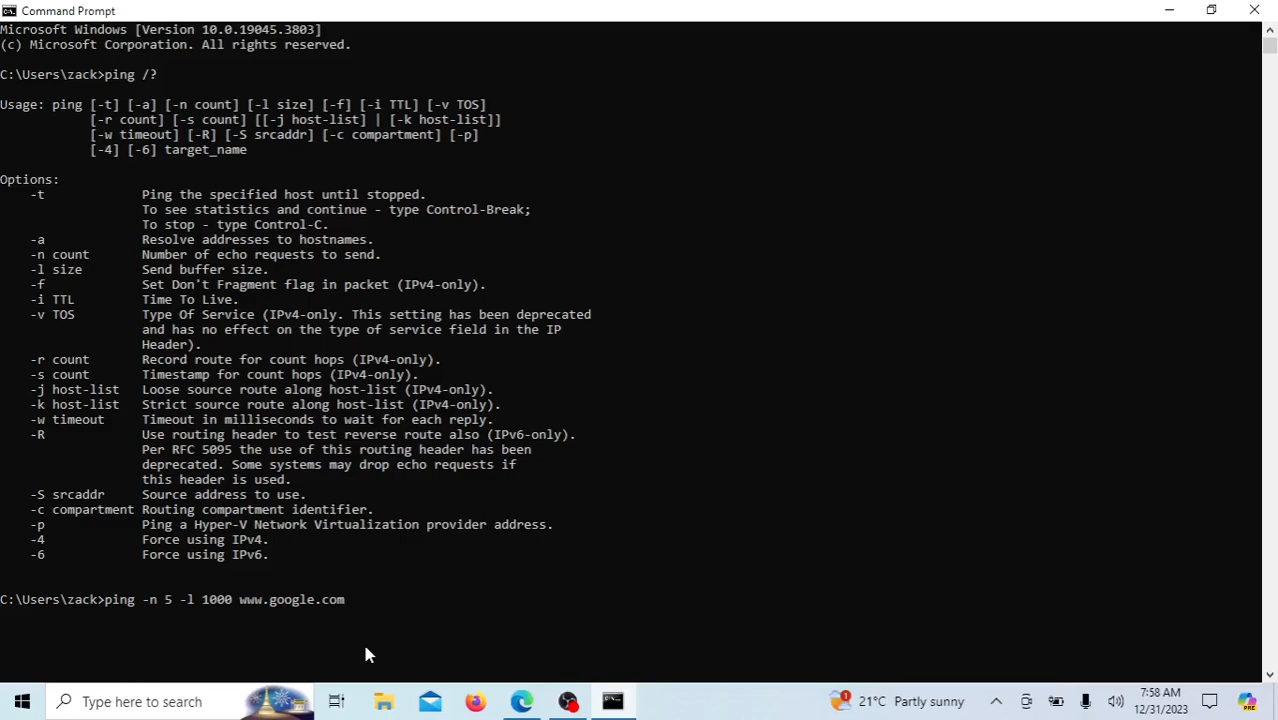 Command Prompt
Microsoft Windows [Version 10.0.19045.3803]
(c) Microsoft Corporation. All rights reserved.
C:\Users\zack>ping /?
Usage: ping [-t] [-a] [-n count] [-l size] [-f] [-i TTL] [-v TOS]
            [-r count] [-s count] [[-j host-list] | [-k host-list]]
            [-w timeout] [-R] [-S srcaddr] [-c compartment] [-p]
            [-4] [-6] target_name
Options:
    -t             Ping the specified host until stopped.
                   To see statistics and continue - type Control-Break;
                   To stop - type Control-C.
    -a             Resolve addresses to hostnames.
    -n count       Number of echo requests to send.
    -l size        Send buffer size.
    -f             Set Don't Fragment flag in packet (IPv4-only).
    -i TTL         Time To Live.
    -v TOS         Type Of Service (IPv4-only. This setting has been deprecated
                   and has no effect on the type of service field in the IP
                   Header).
    -r count       Record route for count hops (IPv4-only).
    -s count       Timestamp for count hops (IPv4-only).
    -j host-list   Loose source route along host-list (IPv4-only).
    -k host-list   Strict source route along host-list (IPv4-only).
    -w timeout     Timeout in milliseconds to wait for each reply.
    -R             Use routing header to test reverse route also (IPv6-only).
                   Per RFC 5095 the use of this routing header has been
                   deprecated. Some systems may drop echo requests if
                   this header is used.
    -S srcaddr     Source address to use.
    -c compartment Routing compartment identifier.
    -p             Ping a Hyper-V Network Virtualization provider address.
    -4             Force using IPv4.
    -6             Force using IPv6.
C:\Users\zack>ping -n 5 -l 1000 www.google.com
Type here to search
1
21°C Partly sunny
7:58 AM
12/31/2023
PRE